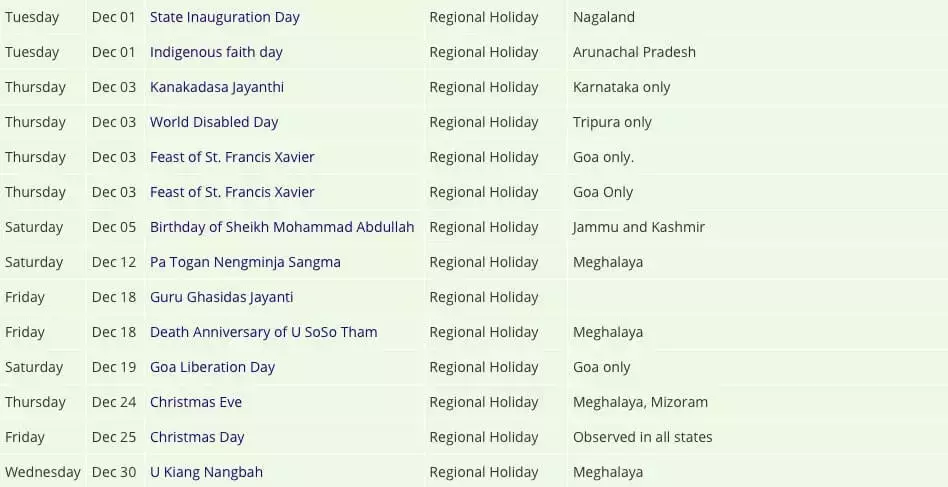 Tuesday Dec 01 State Inauguration Day Regional Holiday Nagaland
Tuesday Dec 01 Indigenous faith day Regional Holiday Arunachal Pradesh
Thursday Dec 03 Kanakadasa Jayanthi Regional Holiday Karnataka only
Thursday Dec 03 World Disabled Day Regional Holiday Tripura only
Thursday Dec 03 Feast of St. Francis Xavier Regional Holiday Goa only.
Thursday Dec 03 Feast of St. Francis Xavier Regional Holiday Goa Only
Saturday Dec 05 Birthday of Sheikh Mohammad Abdullah Regional Holiday Jammu and Kashmir
Saturday Dec 12 Pa Togan Nengminja Sangma Regional Holiday Meghalaya
Friday Dec 18 Guru Ghasidas Jayanti Regional Holiday
Friday Dec 18 Death Anniversary of U SoSo Tham Regional Holiday Meghalaya
Saturday Dec 19 Goa Liberation Day Regional Holiday Goa only
Thursday Dec 24 Christmas Eve Regional Holiday Meghalaya, Mizoram
Friday Dec 25 Christmas Day Regional Holiday Observed in all states
Wednesday Dec 30 U Kiang Nangbah Regional Holiday Meghalaya